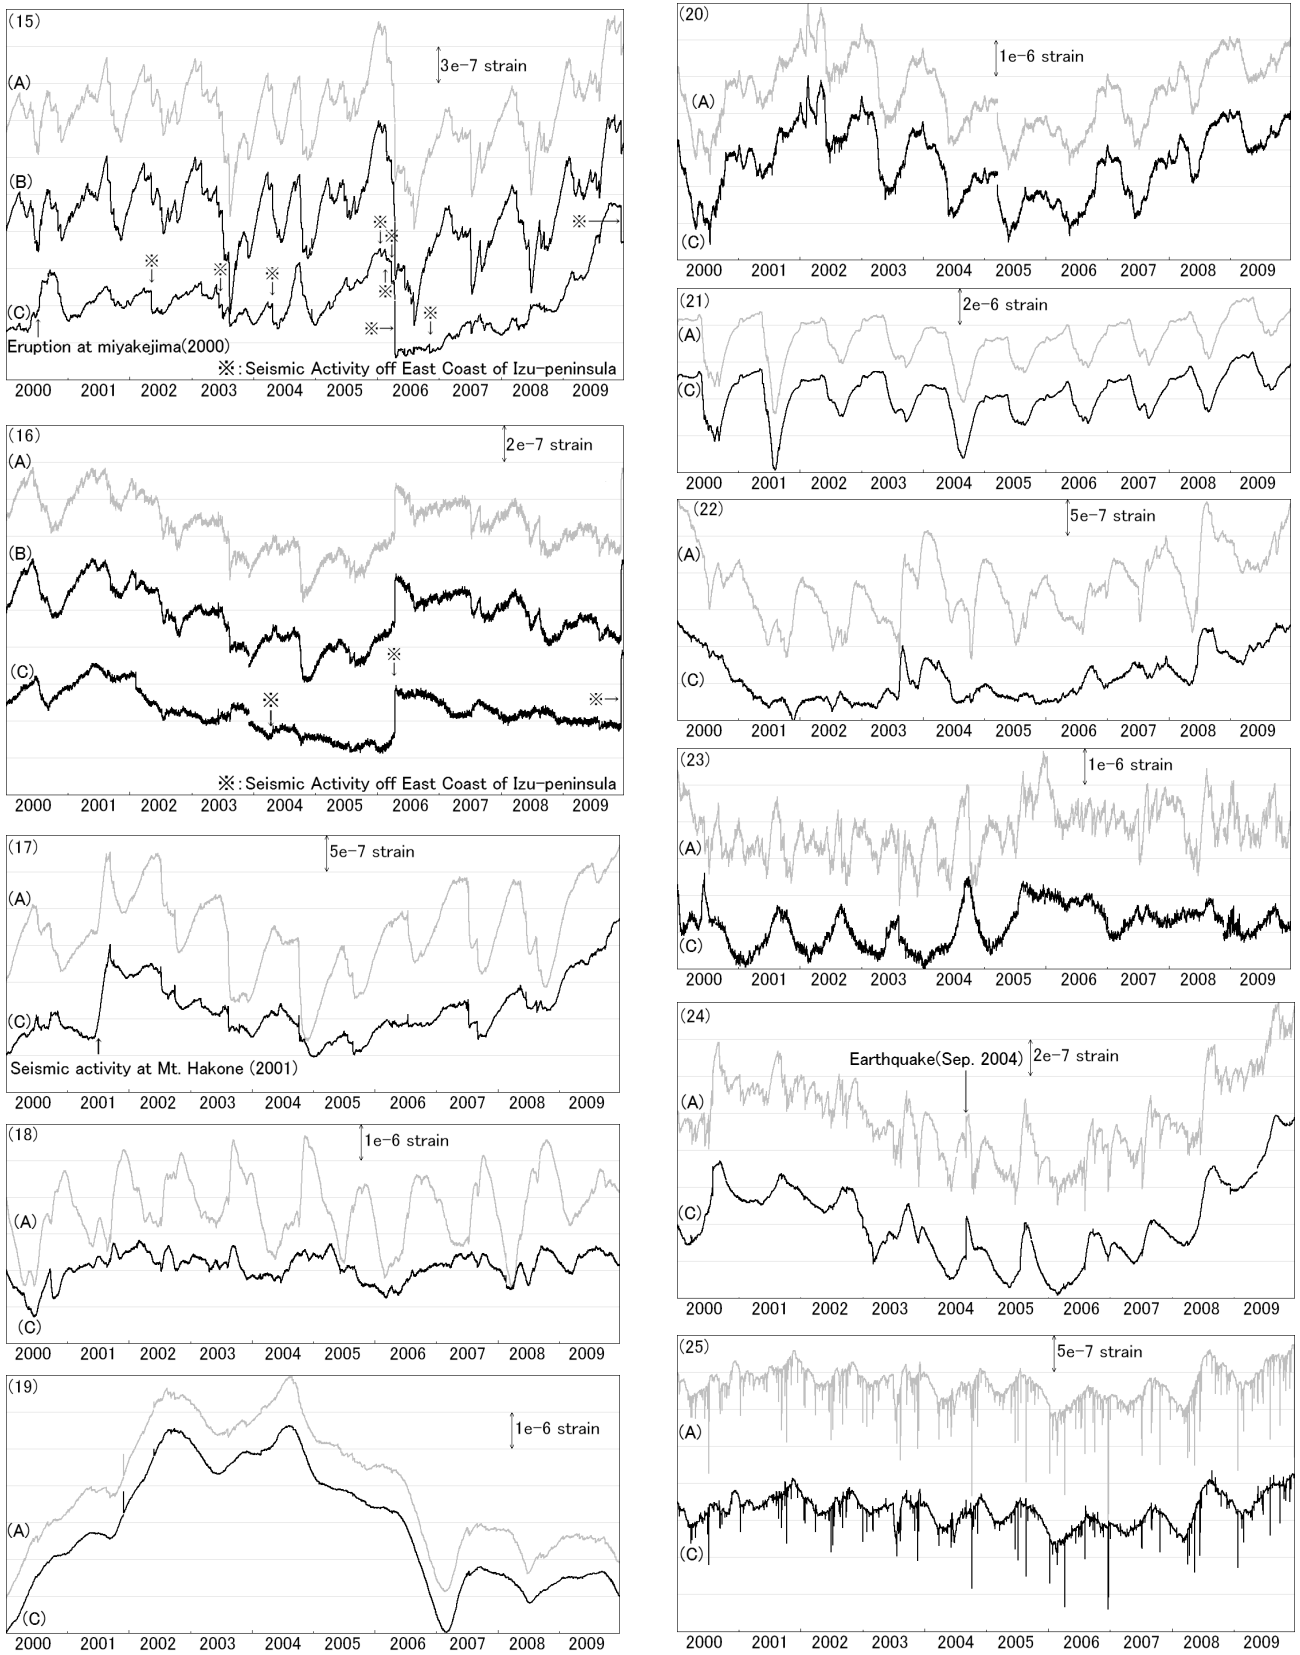 (15)
3e-7 strain
(A)
(B)
※
※
※
※
※
※
※
※
※
(C)
Eruption at miyakejima(2000)
※:Seismic Activity off East Coast of Izu-peninsula
2000 2001 2002 2003 2004 2005 2006 2007 2008 2009
(16)
2e-7 strain
(A)
(B)
(C)
※
※
※
※:Seismic Activity off East Coast of Izu-peninsula
2000 2001 2002 2003 2004 2005 2006 2007 2008 2009
(17)
5e-7 strain
(A)
(C)
Seismic activity at Mt. Hakone (2001)
2000 2001 2002 2003 2004 2005 2006 2007 2008 2009
(18)
1e-6 strain
(A)
(C)
2000 2001 2002 2003 2004 2005 2006 2007 2008 2009
(19)
1e-6 strain
(A)
(C)
2000 2001 2002 2003 2004 2005 2006 2007 2008 2009
(20)
1e-6 strain
(A)
(C)
2000 2001 2002 2003 2004 2005 2006 2007 2008 2009
(21)
2e-6 strain
(A)
(C)
2000 2001 2002 2003 2004 2005 2006 2007 2008 2009
(22)
5e-7 strain
(A)
(C)
2000 2001 2002 2003 2004 2005 2006 2007 2008 2009
(23)
1e-6 strain
(A)
(C)
2000 2001 2002 2003 2004 2005 2006 2007 2008 2009
(24)
Earthquake(Sep. 2004)
2e-7 strain
(A)
(C)
2000 2001 2002 2003 2004 2005 2006 2007 2008 2009
(25)
5e-7 strain
(A)
(C)
2000 2001 2002 2003 2004 2005 2006 2007 2008 2009